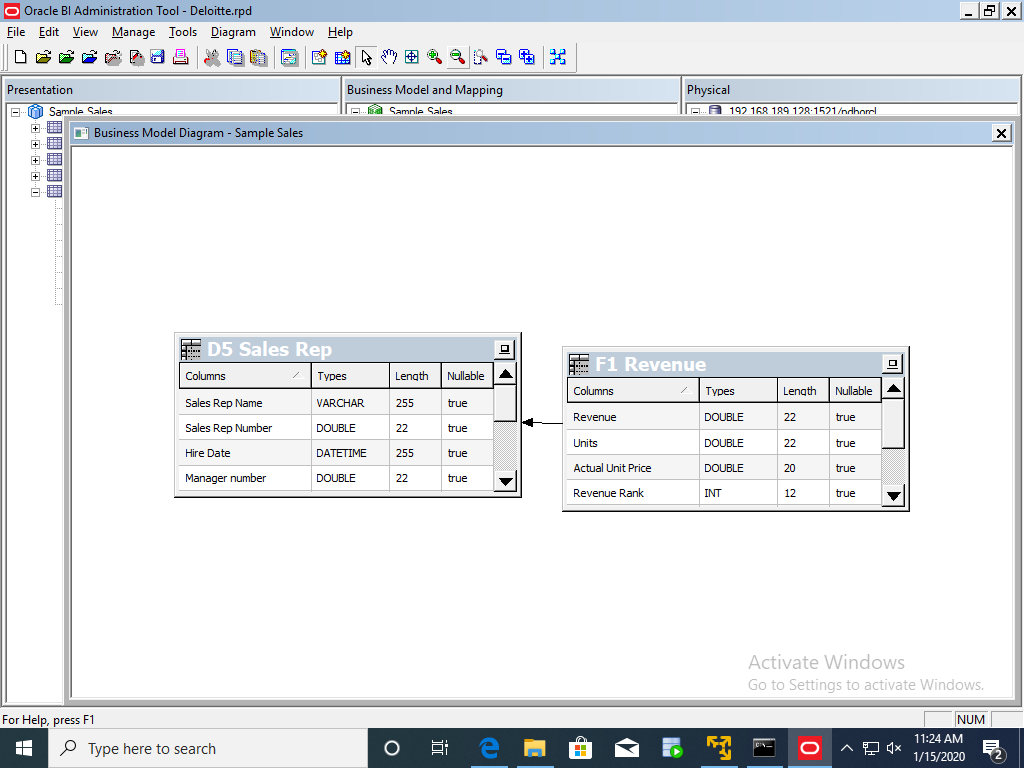 Oracle BI Administration Tool - Deloitte.rpd
File Edit View Manage Tools Diagram Window Help
Presentation
Business Model and Mapping
Physical
Sample Sales
Sample Sales
192.168.189.128:1521/pdborcl
Business Model Diagram - Sample Sales
D5 Sales Rep
Columns Types Length Nullable
Sales Rep Name VARCHAR 255 true
Sales Rep Number DOUBLE 22 true
Hire Date DATETIME 255 true
Manager number DOUBLE 22 true
F1 Revenue
Columns Types Length Nullable
Revenue DOUBLE 22 true
Units DOUBLE 22 true
Actual Unit Price DOUBLE 20 true
Revenue Rank INT 12 true
Activate Windows
Go to Settings to activate Windows.
For Help, press F1
NUM
Type here to search
11:24 AM
1/15/2020
2